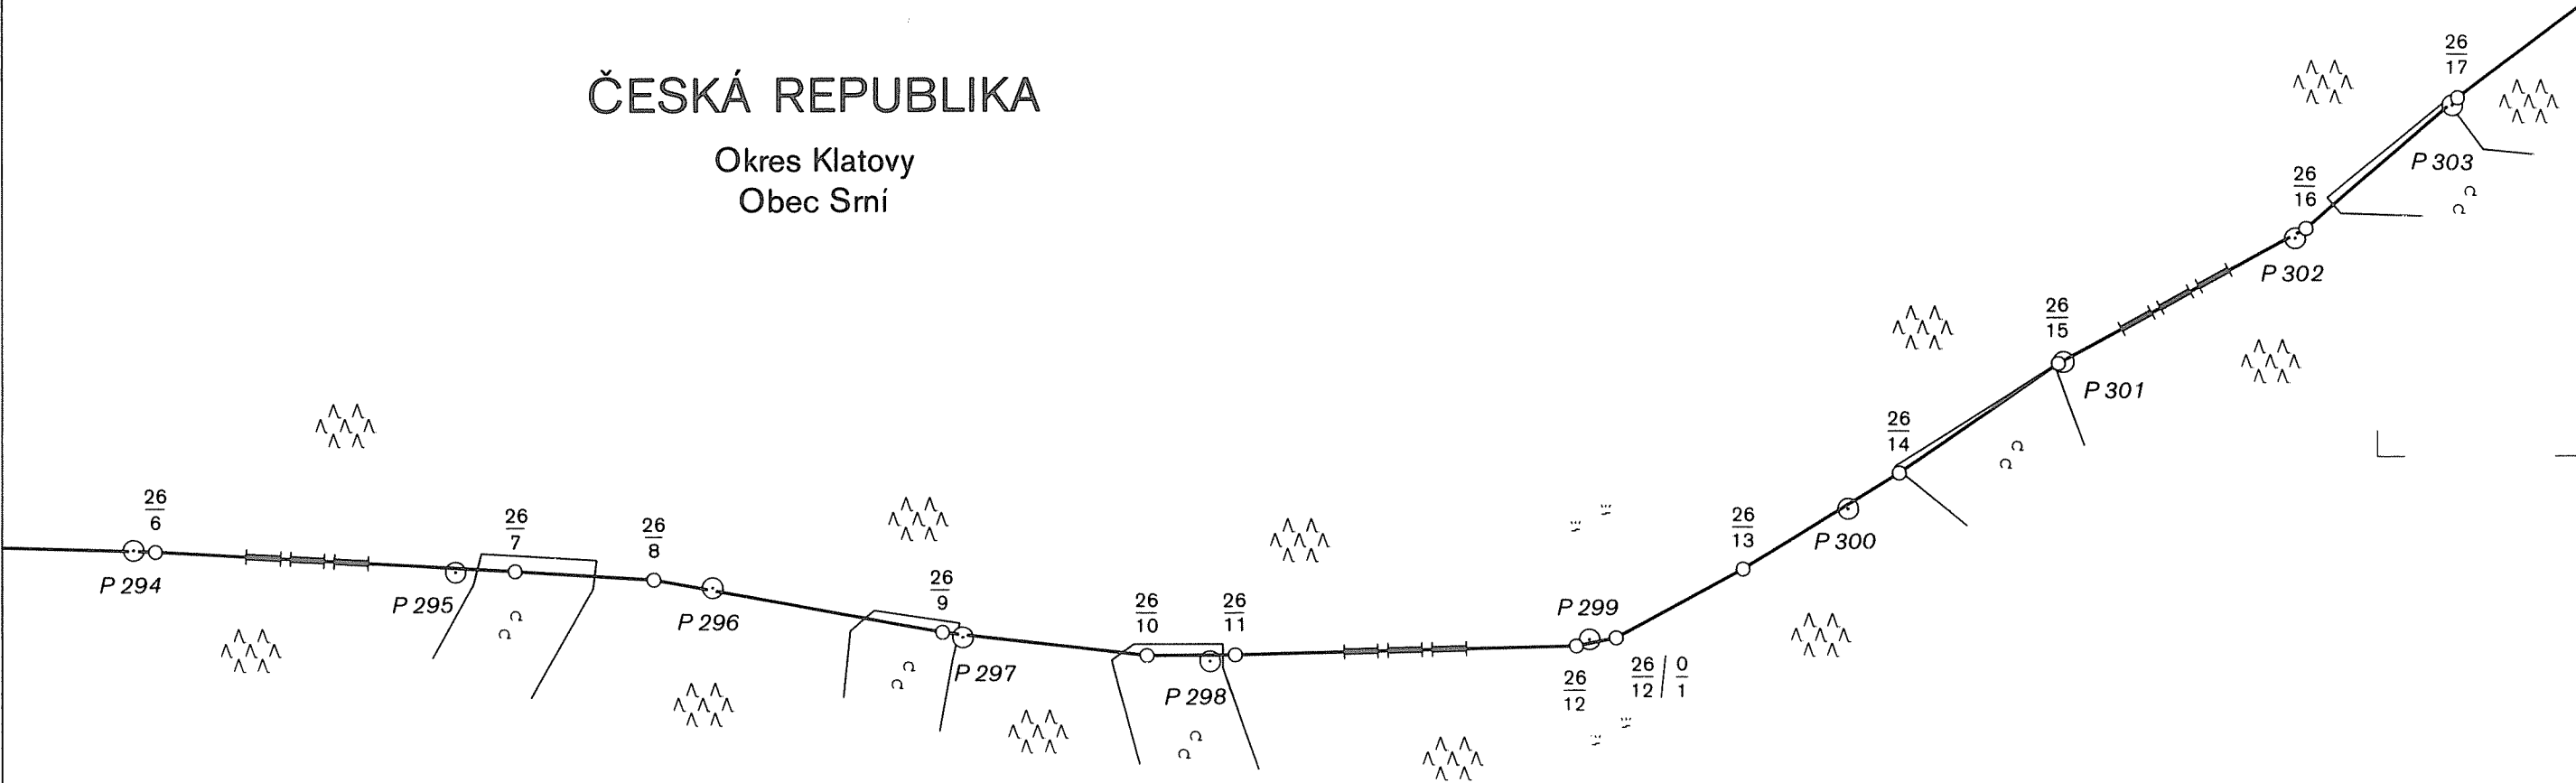 ČESKÁ REPUBLIKA
Okres Klatovy
Obec Srní
26
6
P 294
P 295
26
7
26
8
P 296
26
9
P 297
26
10
P 298
26
11
P 299
26
12
26 / 0
12 / 1
26
13
P 300
26
14
26
15
P 301
26
16
P 302
26
17
P 303